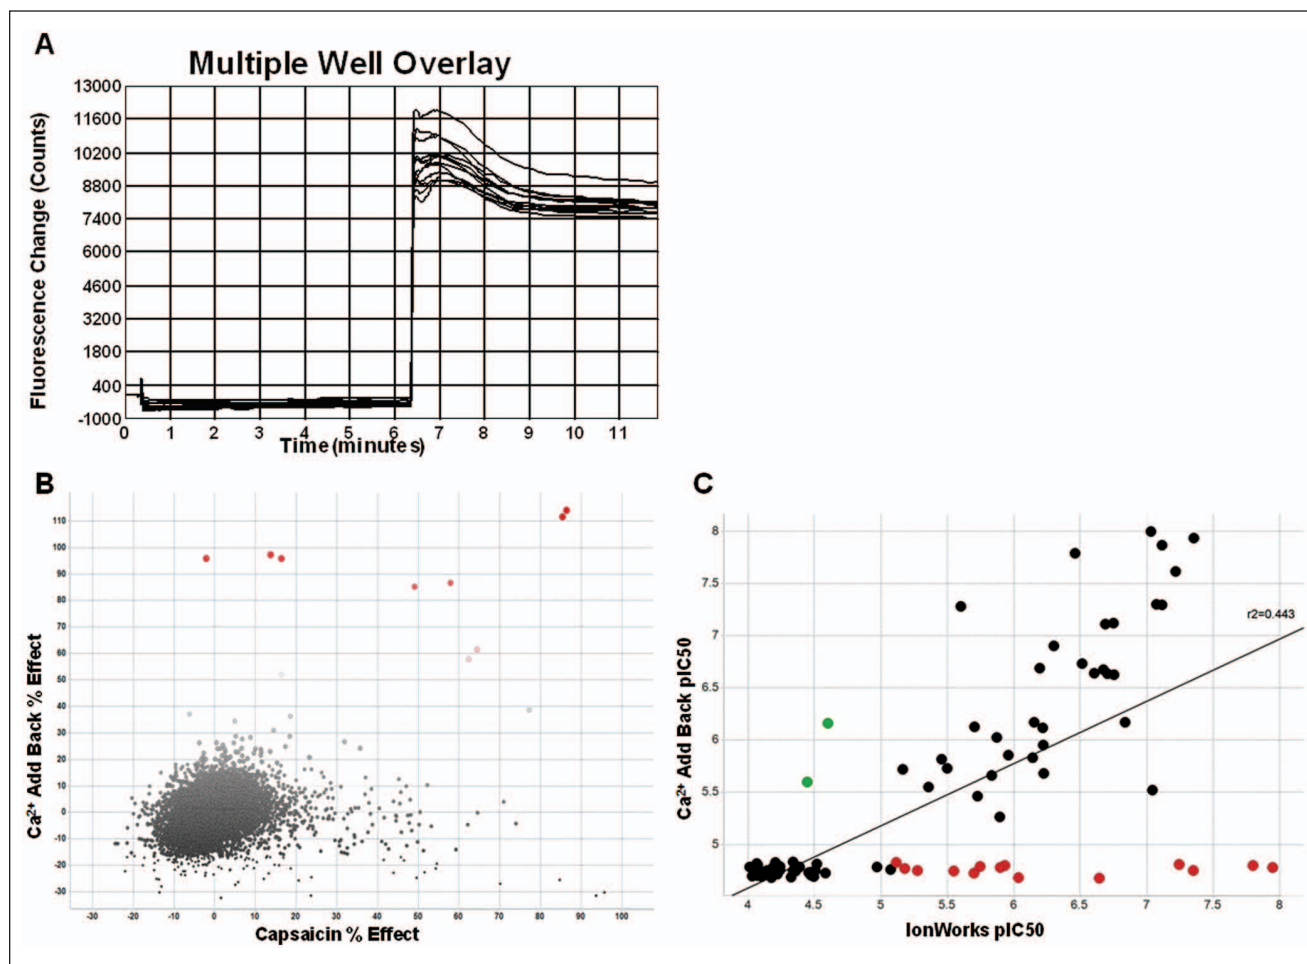 A
Multiple Well Overlay
Fluorescence Change (Counts)
13000
11600
10200
8800
7400
6000
4600
3200
1800
400
-1000
0 1 2 3 4 5 6 7 8 9 10 11
Time (minutes)
B
Ca²⁺ Add Back % Effect
110
100
90
80
70
60
50
40
30
20
10
0
-10
-20
-30
-30 -20 -10 0 10 20 30 40 50 60 70 80 90 100
Capsaicin % Effect
C
Ca²⁺ Add Back pIC50
8
7.5
7
6.5
6
5.5
5
r2=0.443
4 4.5 5 5.5 6 6.5 7 7.5 8
IonWorks pIC50